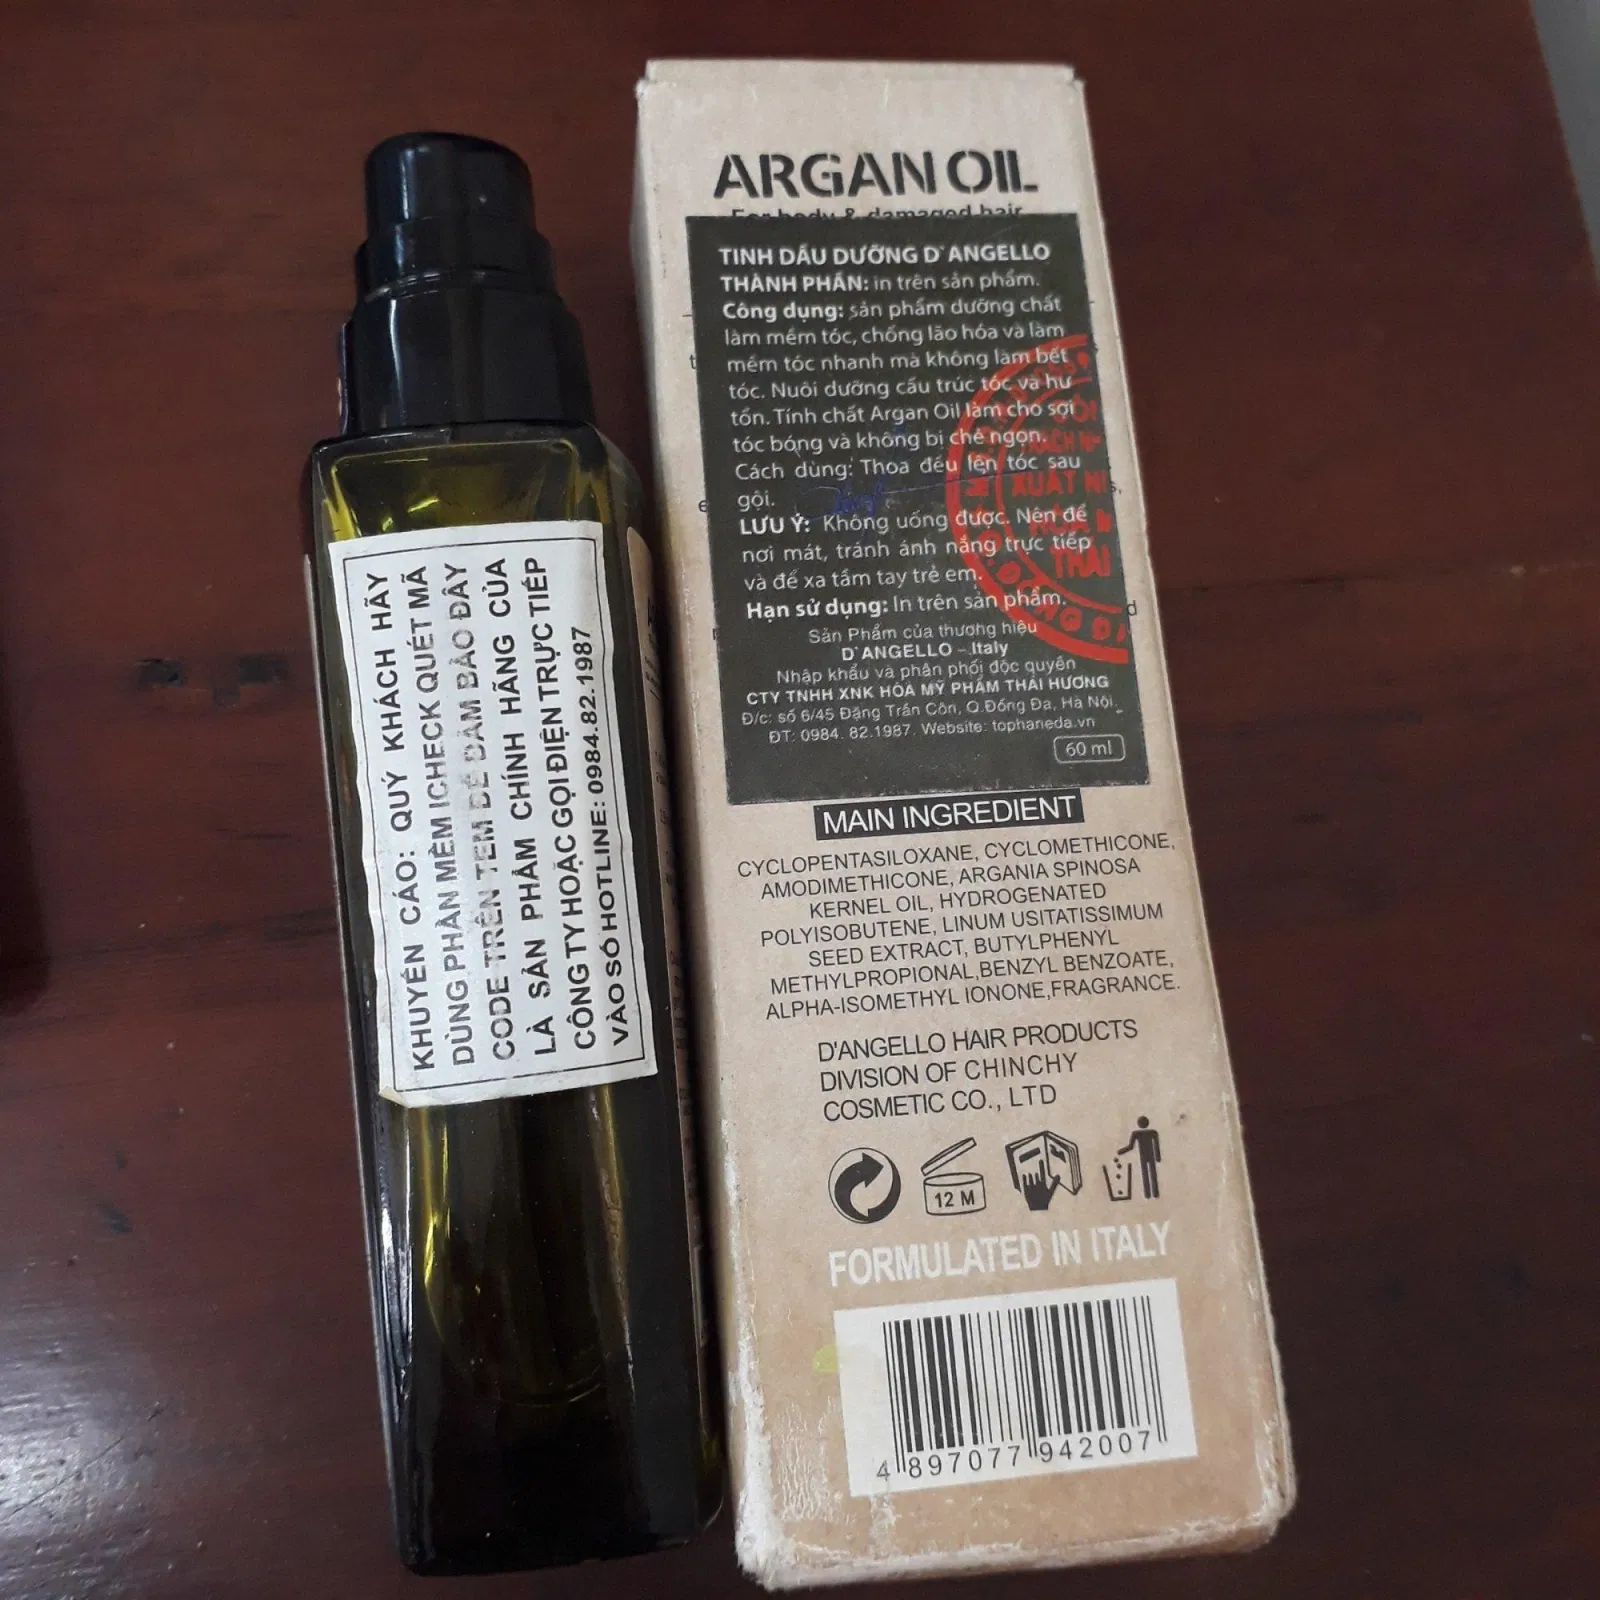 KHUYẾN CÁO: QUÝ KHÁCH HÃY
DÙNG PHẦN MỀM ICHECK QUÉT MÃ
CODE TRÊN TEM ĐỂ ĐẢM BẢO ĐÂY
LÀ SẢN PHẨM CHÍNH HÃNG CỦA
CÔNG TY HOẶC GỌI ĐIỆN TRỰC TIẾP
VÀO SỐ HOTLINE: 0984.82.1987
ARGAN OIL
For body & damaged hair
TINH DẦU DƯỠNG D`ANGELLO
THÀNH PHẦN: in trên sản phẩm.
Công dụng: sản phẩm dưỡng chất
làm mềm tóc, chống lão hóa và làm
mềm tóc nhanh mà không làm bết
tóc. Nuôi dưỡng cấu trúc tóc và hư
tổn. Tính chất Argan Oil làm cho sợi
tóc bóng và không bị chẻ ngọn.
Cách dùng: Thoa đều lên tóc sau
gội.
LƯU Ý: Không uống được. Nên để
nơi mát, tránh ánh nắng trực tiếp
và để xa tầm tay trẻ em.
Hạn sử dụng: In trên sản phẩm.
Sản Phẩm của thương hiệu
D`ANGELLO - Italy
Nhập khẩu và phân phối độc quyền
CTY TNHH XNK HÓA MỸ PHẨM THÁI HƯƠNG
Đ/c: số 6/45 Đặng Trần Côn, Q.Đống Đa, Hà Nội.
ĐT: 0984. 82.1987. Website: tophaneda.vn
60 ml
XUẤT
THÁI
MAIN INGREDIENT
CYCLOPENTASILOXANE, CYCLOMETHICONE,
AMODIMETHICONE, ARGANIA SPINOSA
KERNEL OIL, HYDROGENATED
POLYISOBUTENE, LINUM USITATISSIMUM
SEED EXTRACT, BUTYLPHENYL
METHYLPROPIONAL,BENZYL BENZOATE,
ALPHA-ISOMETHYL IONONE,FRAGRANCE.
D'ANGELLO HAIR PRODUCTS
DIVISION OF CHINCHY
COSMETIC CO., LTD
12 M
FORMULATED IN ITALY
4 897077 942007